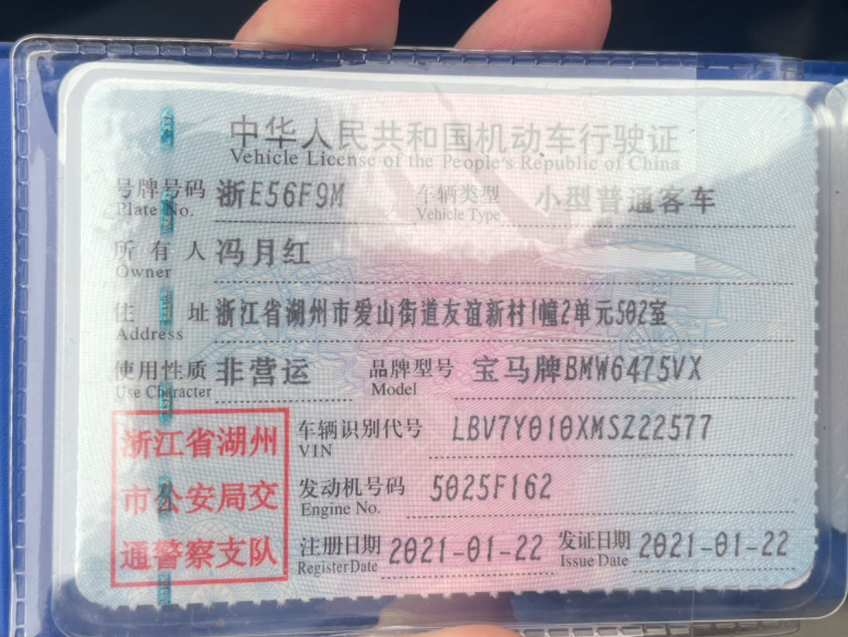 中华人民共和国机动车行驶证
Vehicle License of the People's Republic of China
号牌号码 浙E56F9M 车辆类型 小型普通客车
Plate No. Vehicle Type
所有人 冯月红
Owner
住址 浙江省湖州市爱山街道友谊新村1幢2单元502室
Address
使用性质 非营运 品牌型号 宝马牌BMW6475VX
Use Character Model
浙江省湖州
市公安局交
通警察支队
车辆识别代号 LBV7Y010XMSZ22577
VIN
发动机号码 5025F162
Engine No.
注册日期 2021-01-22 发证日期 2021-01-22
Register Date Issue Date